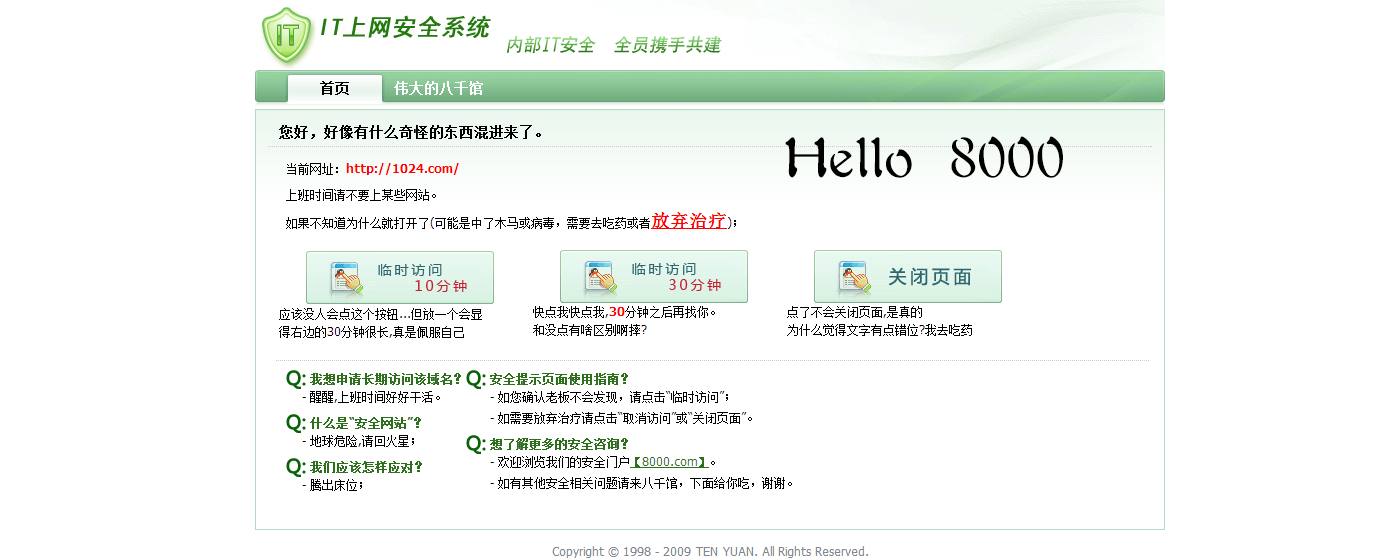 IT
IT上网安全系统
内部IT安全 全员携手共建
首页
伟大的八千馆
您好，好像有什么奇怪的东西混进来了。
Hello 8000
当前网址：http://1024.com/
上班时间请不要上某些网站。
如果不知道为什么就打开了(可能是中了木马或病毒，需要去吃药或者放弃治疗)；
临时访问
10分钟
临时访问
30分钟
关闭页面
应该没人会点这个按钮...但放一个会显
得右边的30分钟很长,真是佩服自己
快点我快点我,30分钟之后再找你。
和没点有啥区别啊摔?
点了不会关闭页面,是真的
为什么觉得文字有点错位?我去吃药
Q: 我想申请长期访问该域名？
- 醒醒,上班时间好好干活。
Q: 什么是“安全网站”？
- 地球危险,请回火星；
Q: 我们应该怎样应对？
- 腾出床位；
Q: 安全提示页面使用指南？
- 如您确认老板不会发现，请点击“临时访问”；
- 如需要放弃治疗请点击“取消访问”或“关闭页面”。
Q: 想了解更多的安全咨询？
- 欢迎浏览我们的安全门户【8000.com】。
- 如有其他安全相关问题请来八千馆，下面给你吃，谢谢。
Copyright © 1998 - 2009 TEN YUAN. All Rights Reserved.